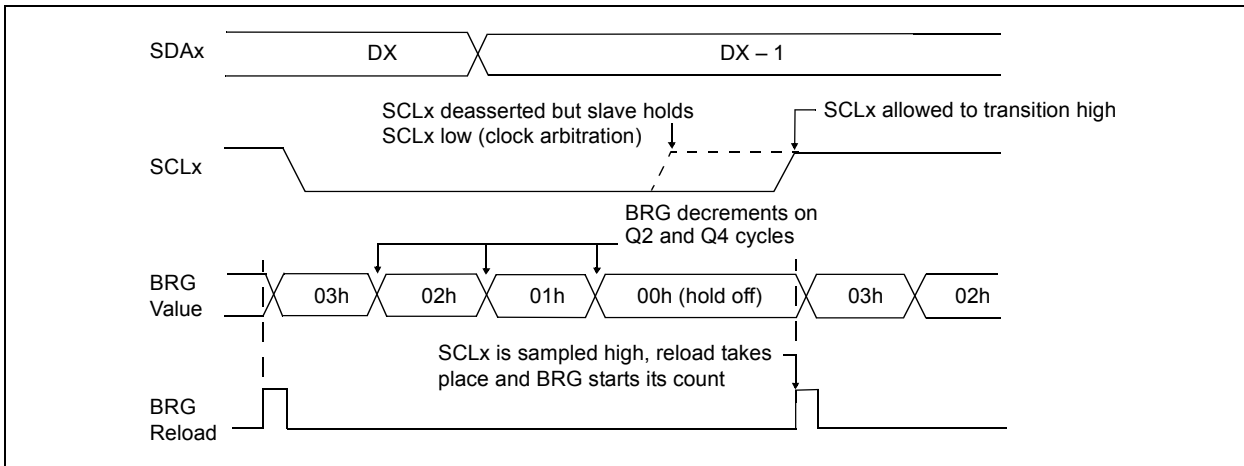 SDAx
DX
DX – 1
SCLx deasserted but slave holds
SCLx low (clock arbitration)
SCLx allowed to transition high
SCLx
BRG decrements on
Q2 and Q4 cycles
BRG
Value
03h
02h
01h
00h (hold off)
03h
02h
SCLx is sampled high, reload takes
place and BRG starts its count
BRG
Reload